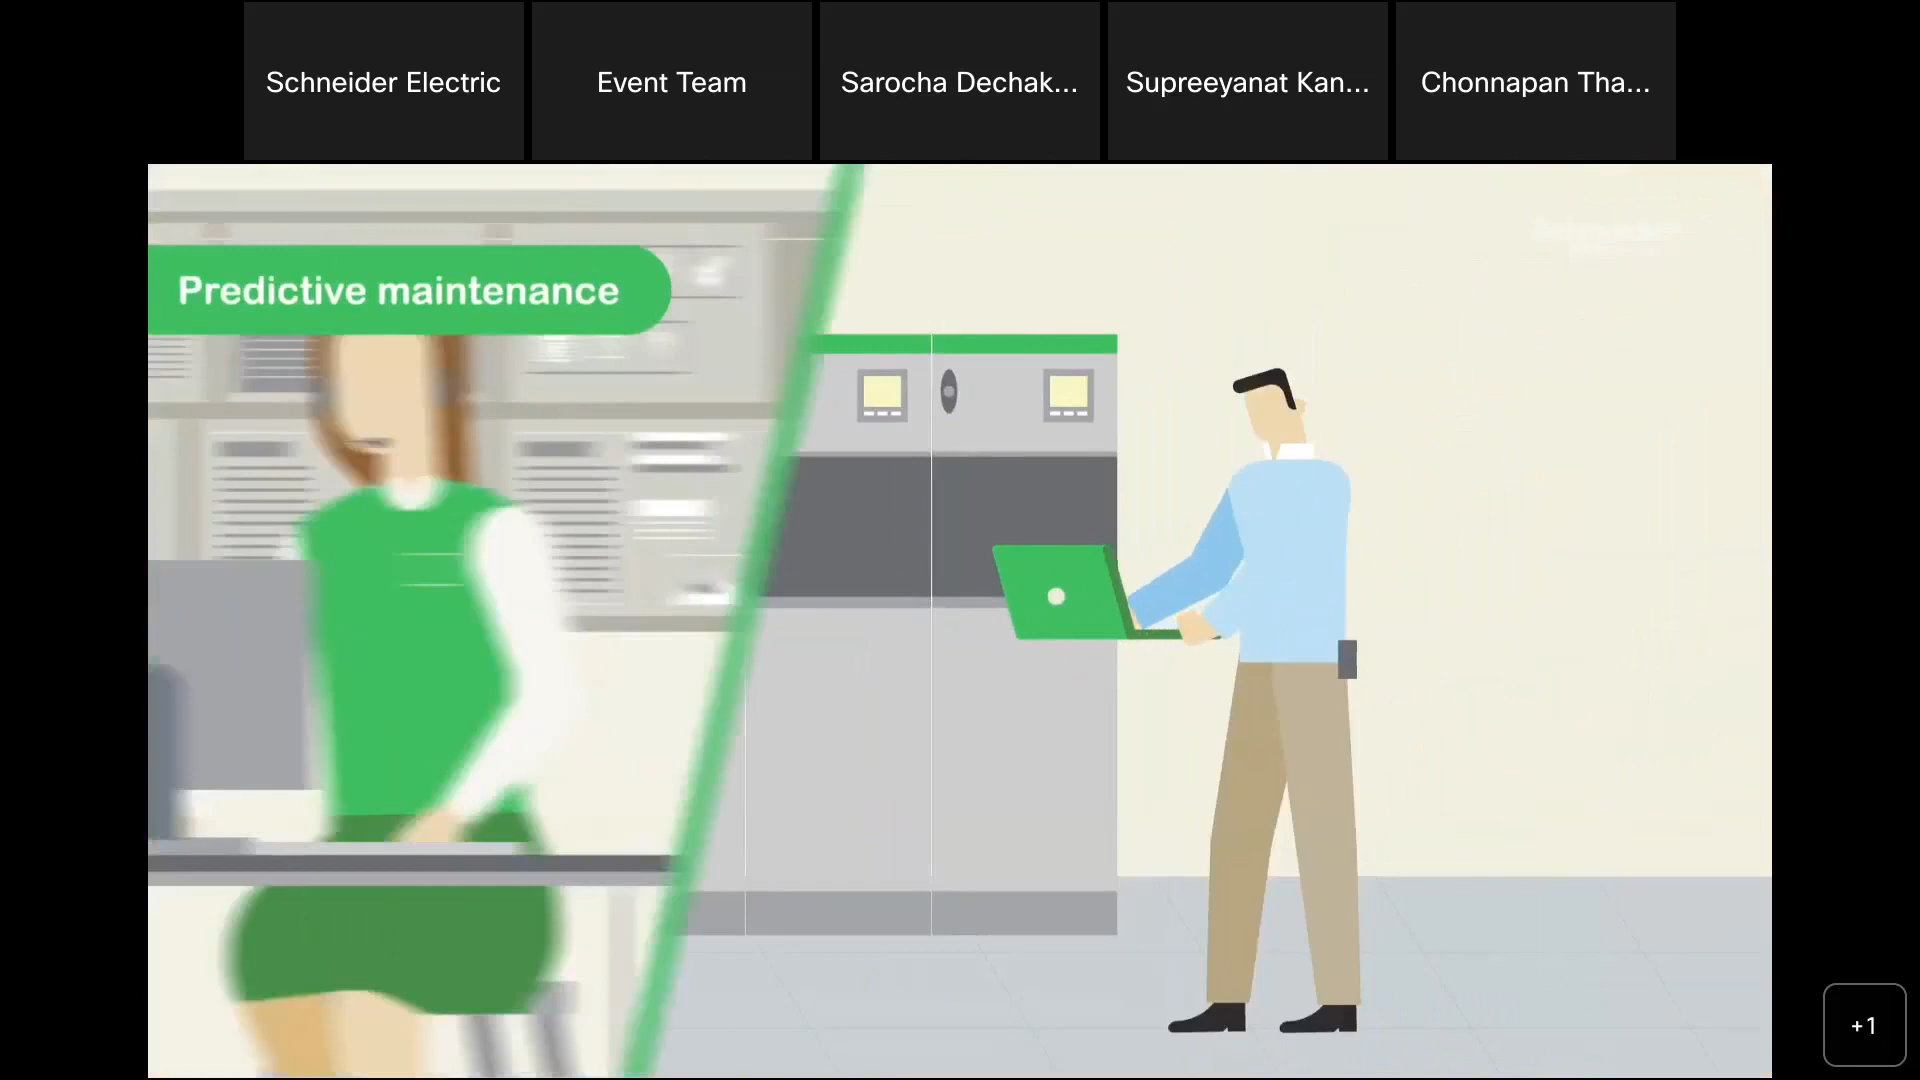 Schneider Electric
Event Team
Sarocha Dechak...
Supreeyanat Kan...
Chonnapan Tha...
Predictive maintenance
+1